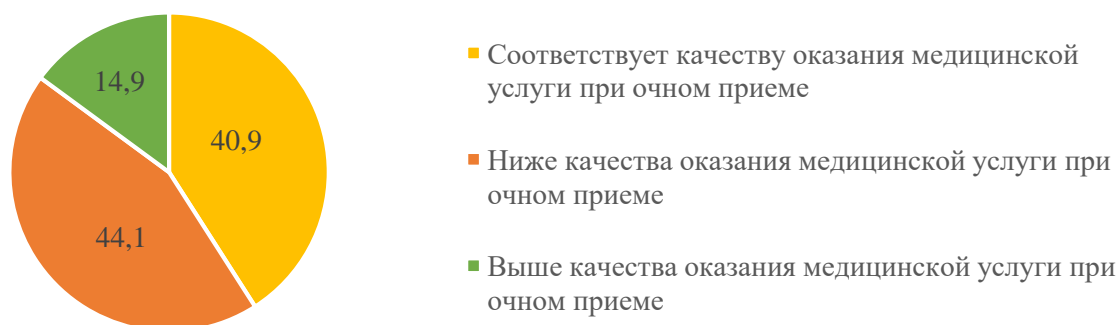 14,9
40,9
44,1
Соответствует качеству оказания медицинской
услуги при очном приеме
Ниже качества оказания медицинской услуги при
очном приеме
Выше качества оказания медицинской услуги при
очном приеме